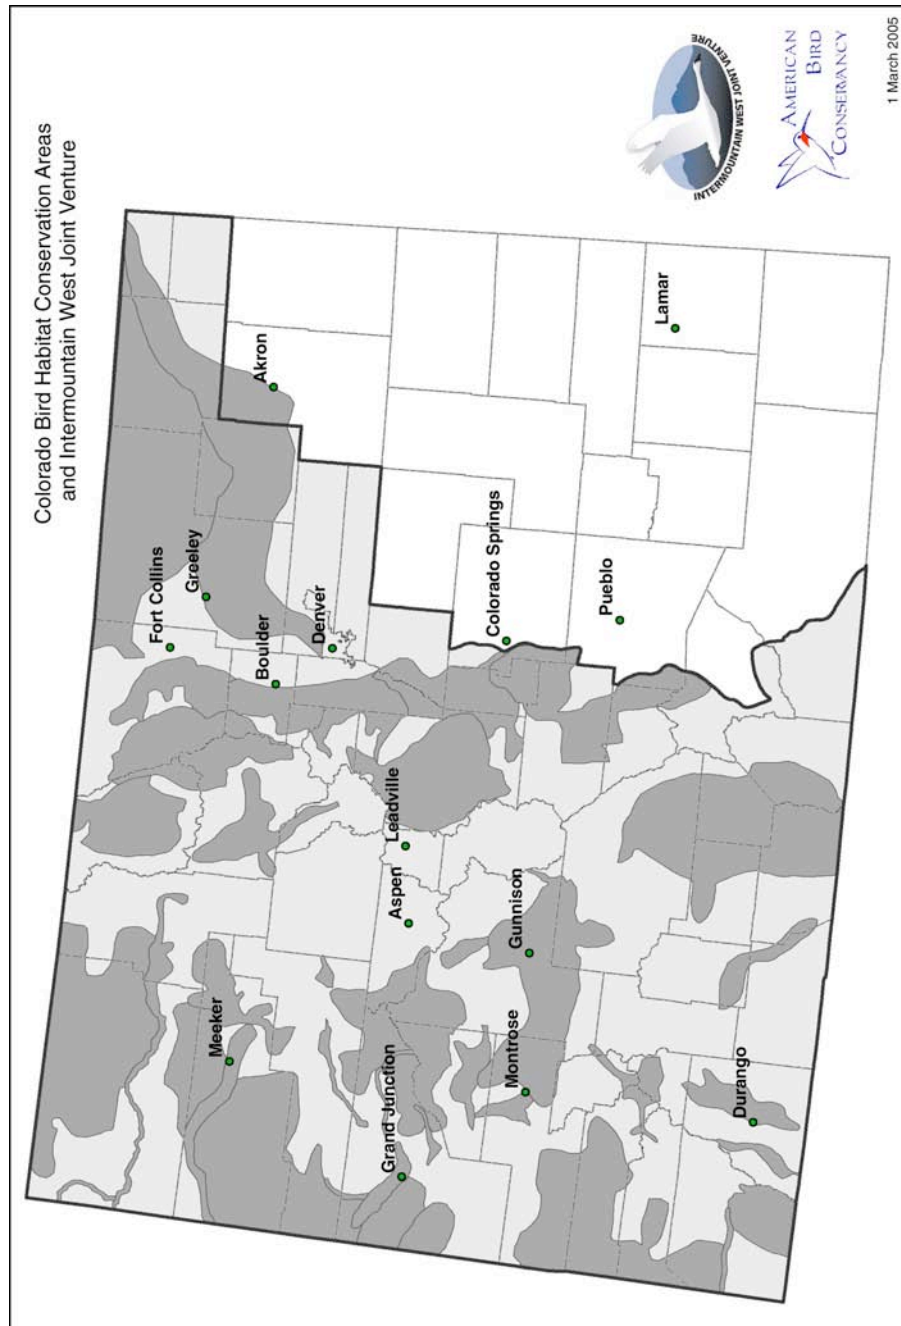 Colorado Bird Habitat Conservation Areas
and Intermountain West Joint Venture
Fort Collins
Greeley
Akron
Boulder
Denver
Meeker
Leadville
Aspen
Grand Junction
Colorado Springs
Gunnison
Montrose
Pueblo
Lamar
Durango
INTERMOUNTAIN WEST JOINT VENTURE
AMERICAN
BIRD
CONSERVANCY
1 March 2005